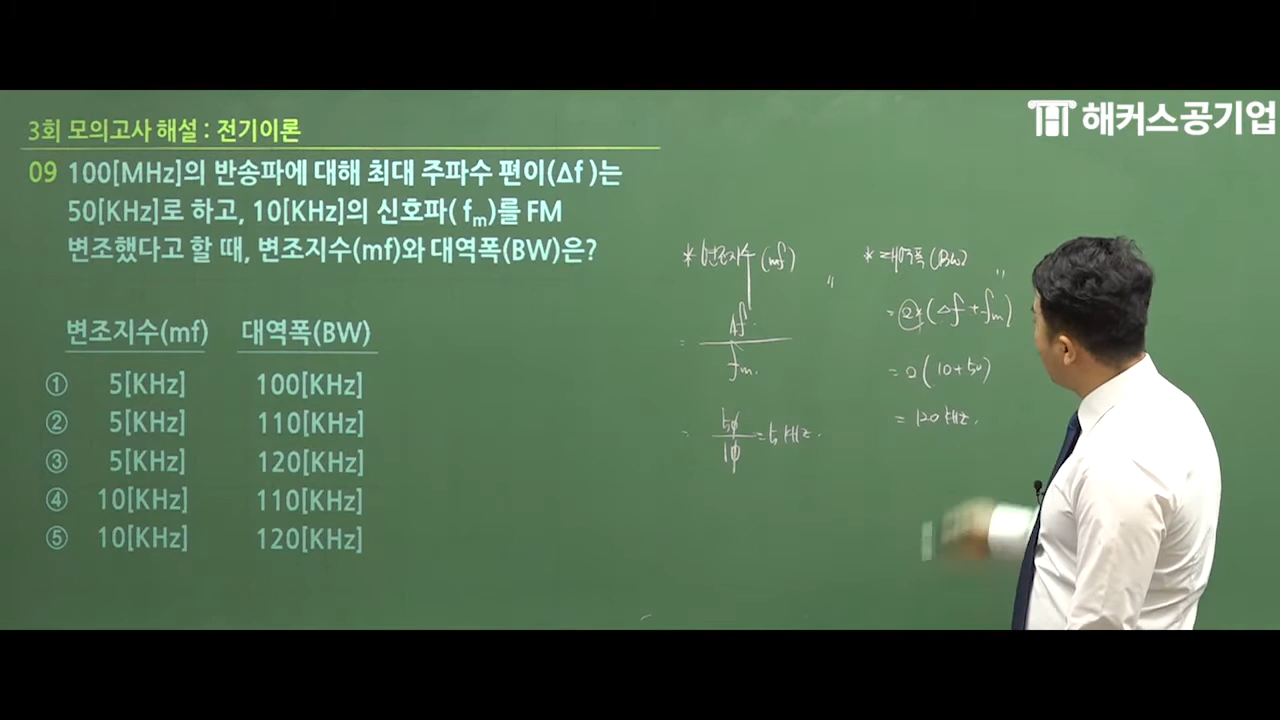 해커스공기업
3회 모의고사 해설 : 전기이론
09 100[MHz]의 반송파에 대해 최대 주파수 편이(Δf )는
50[KHz]로 하고, 10[KHz]의 신호파( fm)를 FM
변조했다고 할 때, 변조지수(mf)와 대역폭(BW)은?
변조지수(mf) 대역폭(BW)
① 5[KHz] 100[KHz]
② 5[KHz] 110[KHz]
③ 5[KHz] 120[KHz]
④ 10[KHz] 110[KHz]
⑤ 10[KHz] 120[KHz]
* 변조지수 (mf)
= Δf
fm.
= 50
10
= 5 KHz.
* 대역폭(BW)
= 2*(Δf + fm)
= 2( 10+50)
= 120 KHz.